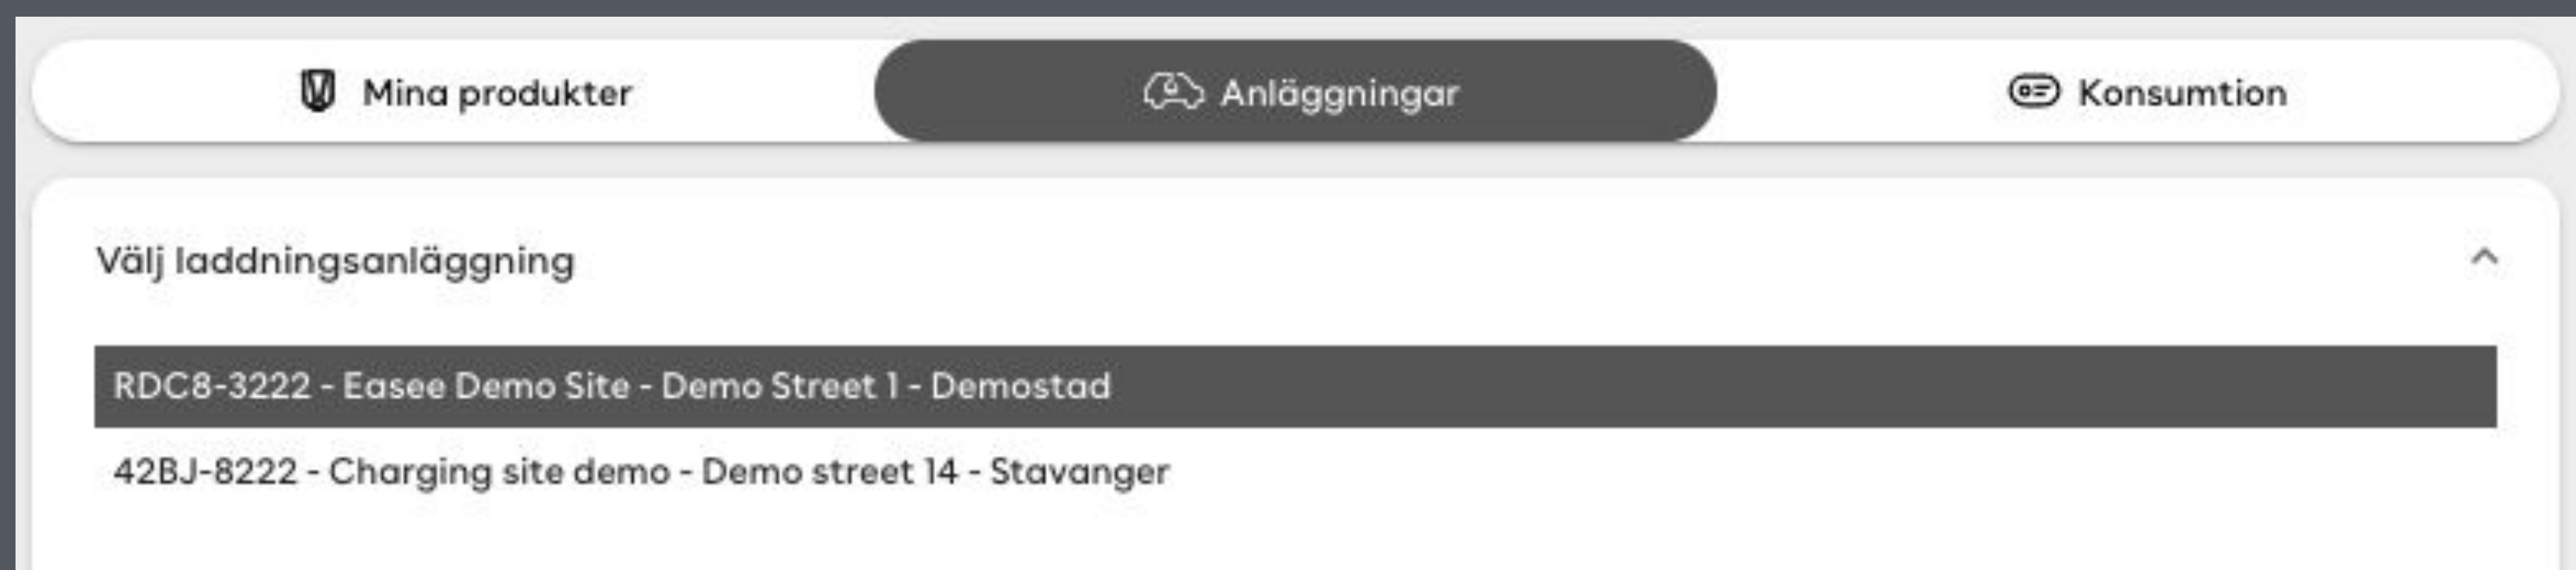 Mina produkter
Anläggningar
Konsumtion
Välj laddningsanläggning
RDC8-3222 - Easee Demo Site - Demo Street 1 - Demostad
42BJ-8222 - Charging site demo - Demo street 14 - Stavanger